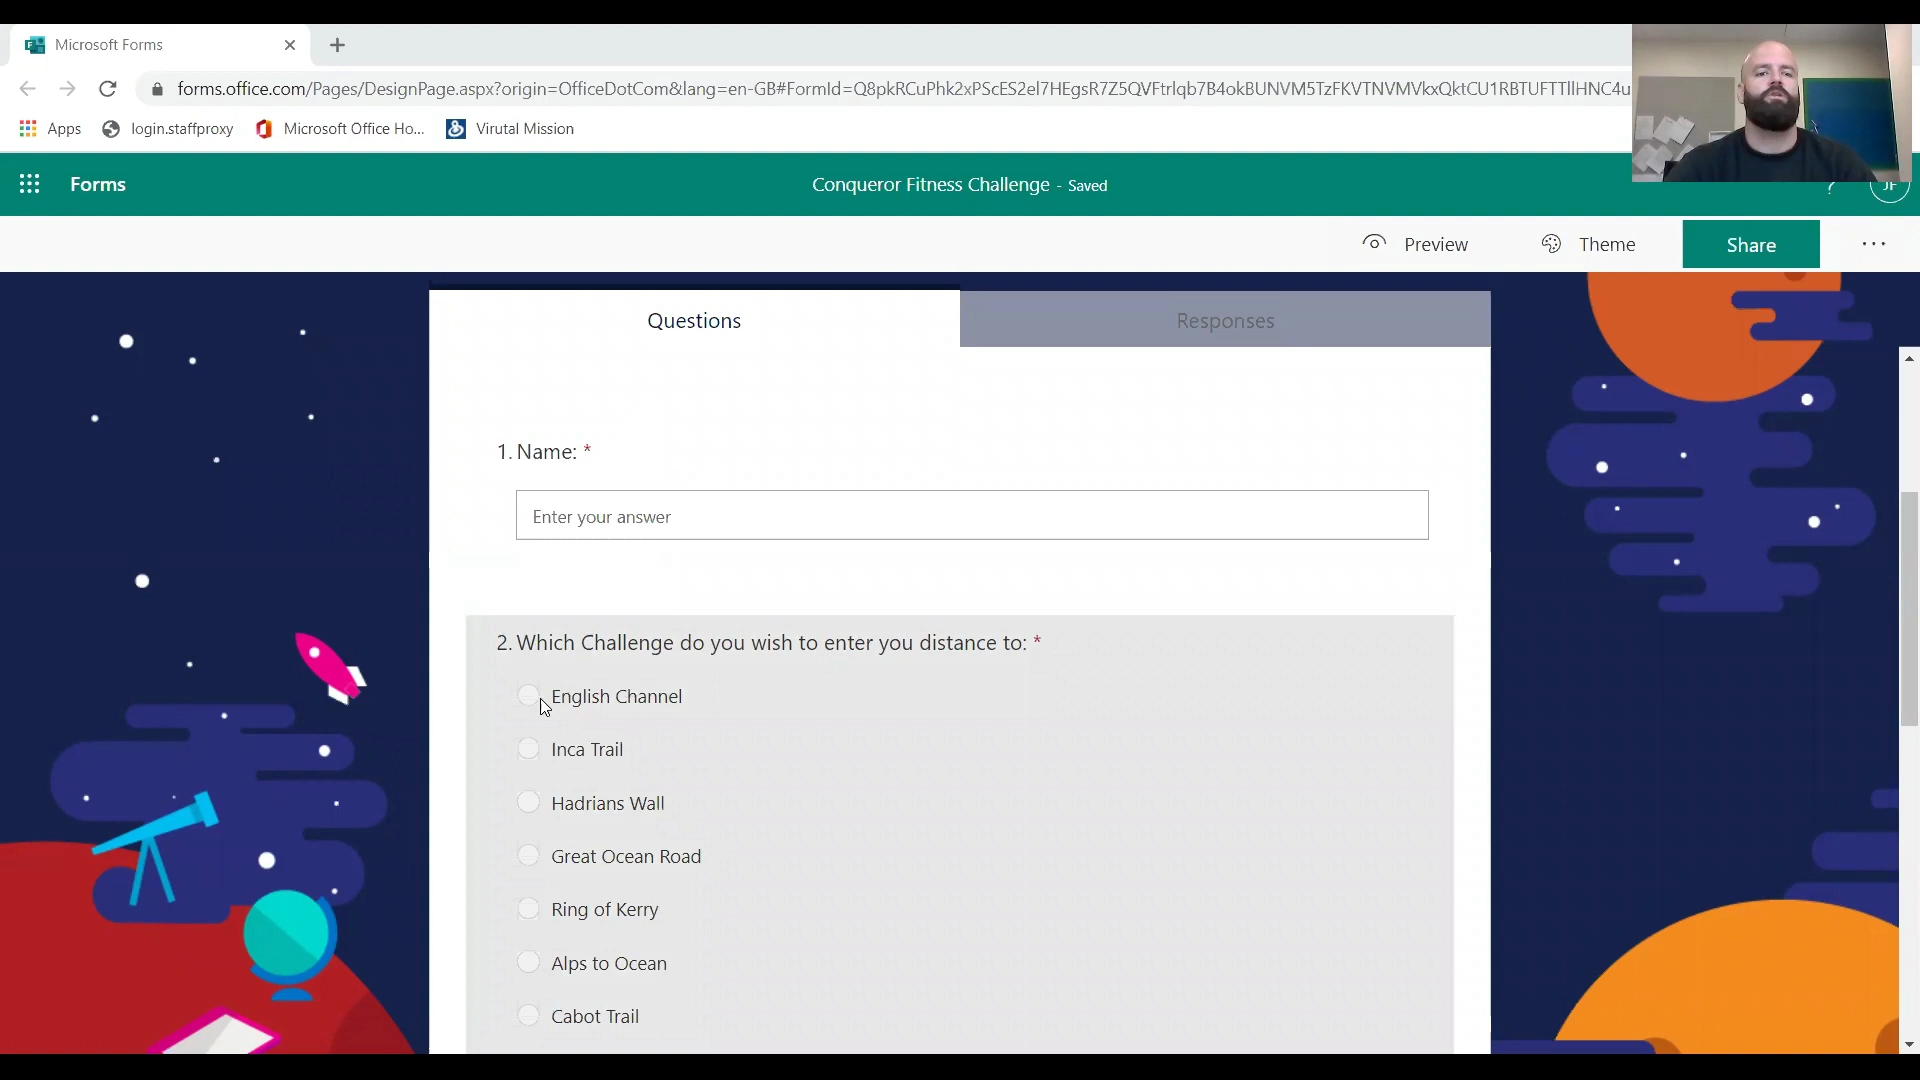 Microsoft Forms
forms.office.com/Pages/DesignPage.aspx?origin=OfficeDotCom&lang=en-GB#FormId=Q8pkRCuPhk2xPScES2el7HEgsR7Z5QVFtrlqb7B4okBUNVM5TzFKVTNVMVkxQktCU1RBTUFTTllHNC4u
Apps login.staffproxy Microsoft Office Ho... Virutal Mission
Forms Conqueror Fitness Challenge - Saved ? JF
Preview Theme Share ...
Questions Responses
1. Name: *
Enter your answer
2. Which Challenge do you wish to enter you distance to: *
English Channel
Inca Trail
Hadrians Wall
Great Ocean Road
Ring of Kerry
Alps to Ocean
Cabot Trail